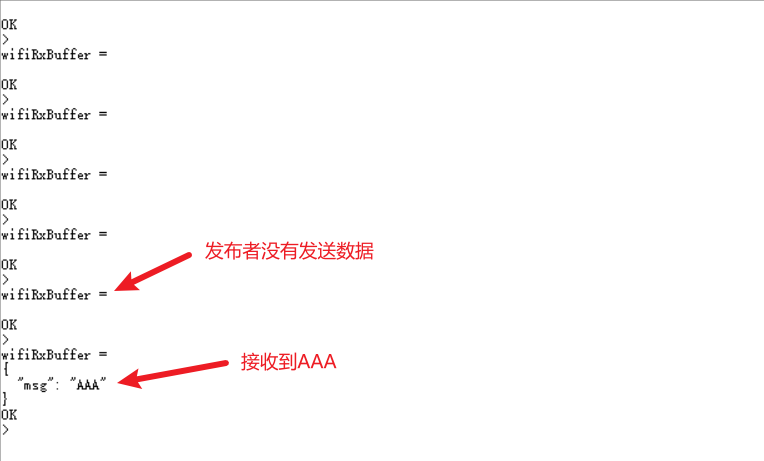 OK
>
wifiRxBuffer =
OK
>
wifiRxBuffer =
OK
>
wifiRxBuffer =
OK
>
wifiRxBuffer =
发布者没有发送数据
OK
>
wifiRxBuffer =
OK
>
wifiRxBuffer =
接收到AAA
{
  "msg": "AAA"
}
OK
>